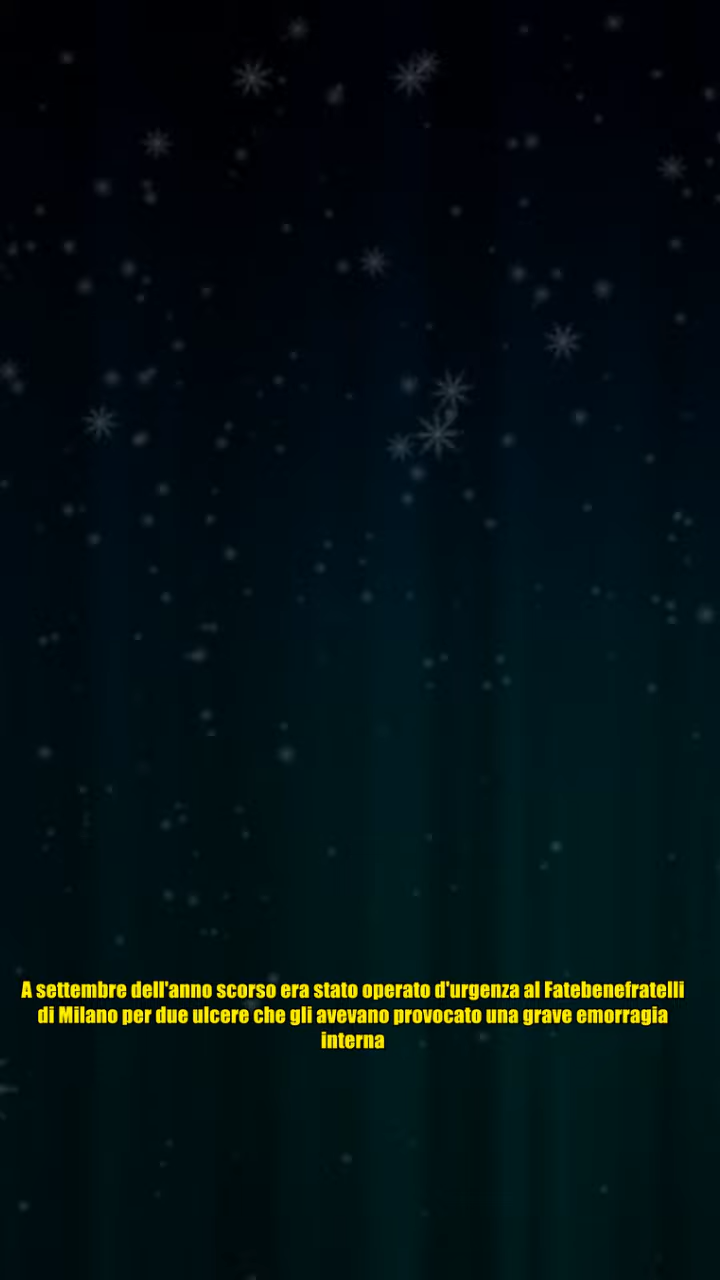 A settembre dell'anno scorso era stato operato d'urgenza al Fatebenefratelli
di Milano per due ulcere che gli avevano provocato una grave emorragia
interna